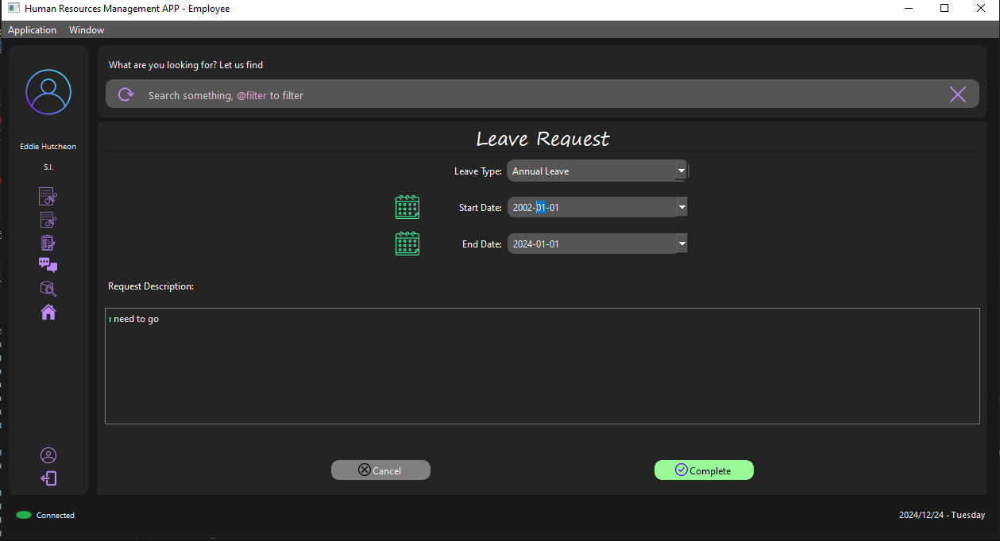 Human Resources Management APP - Employee
Application Window
What are you looking for? Let us find
Search something, @filter to filter
Eddie Hutcheon
S.I.
Leave Request
Leave Type: Annual Leave
Start Date: 2002-01-01
End Date: 2024-01-01
Request Description:
ı need to go
Cancel
Complete
Connected
2024/12/24 - Tuesday